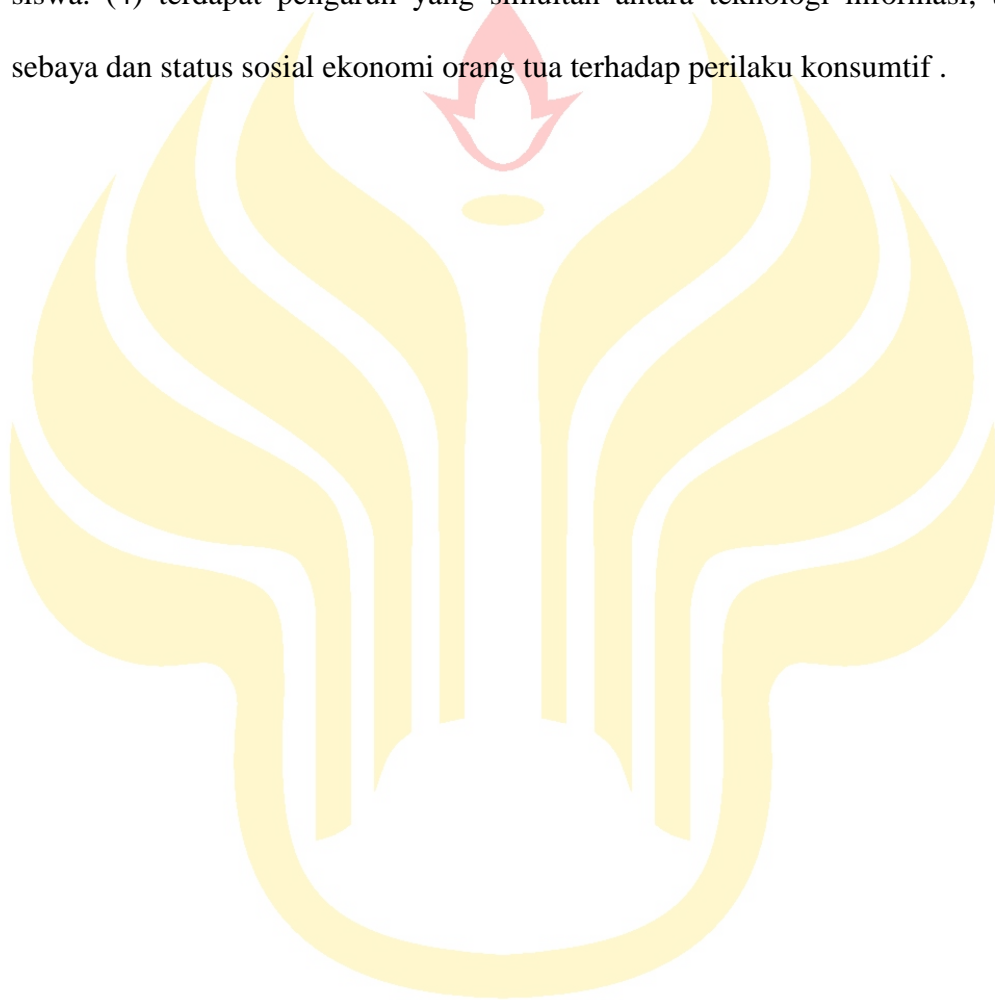 siswa. (4) terdapat pengaruh yang simultan antara teknologi informasi,
sebaya dan status sosial ekonomi orang tua terhadap perilaku konsumtif .